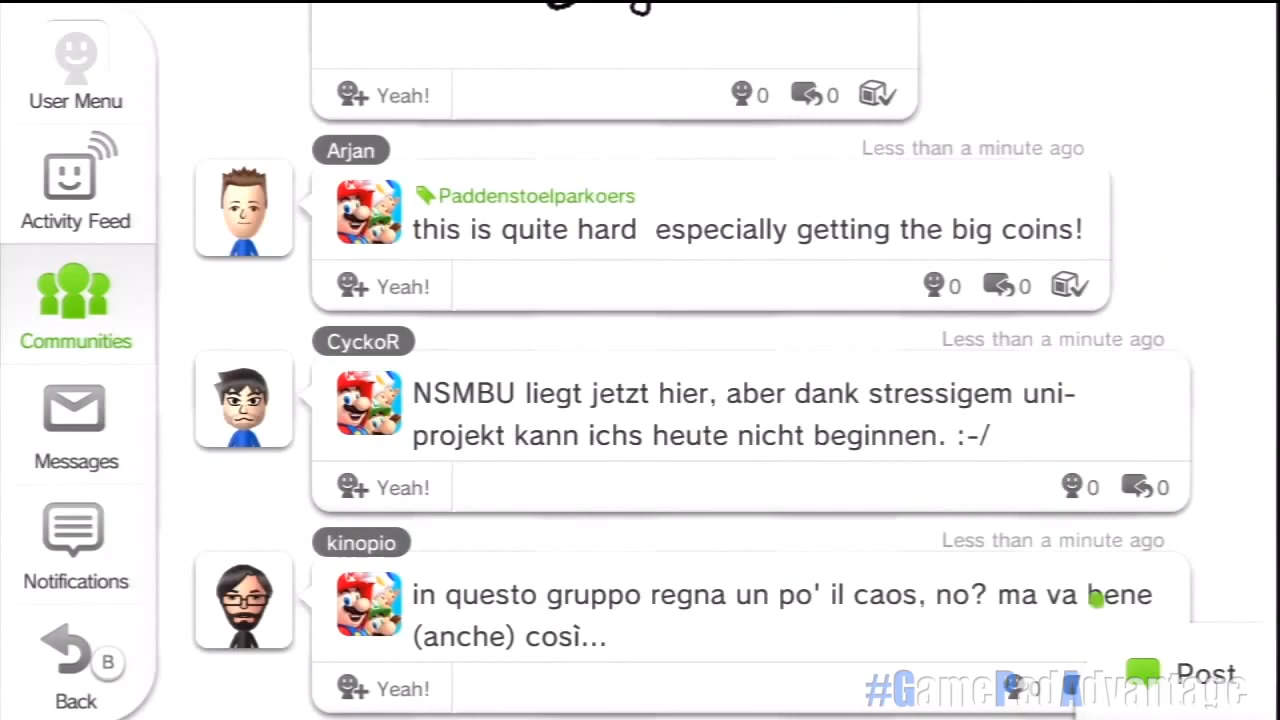 User Menu
Yeah!
0
0
Arjan
Less than a minute ago
Activity Feed
Paddenstoelparkoers
this is quite hard  especially getting the big coins!
Yeah!
0
0
Communities
CyckoR
Less than a minute ago
NSMBU liegt jetzt hier, aber dank stressigem uni-
projekt kann ichs heute nicht beginnen. :-/
Messages
Yeah!
0
0
kinopio
Less than a minute ago
Notifications
in questo gruppo regna un po' il caos, no? ma va bene
(anche) così...
B
Back
Yeah!
Post
#GamePadAdvantage